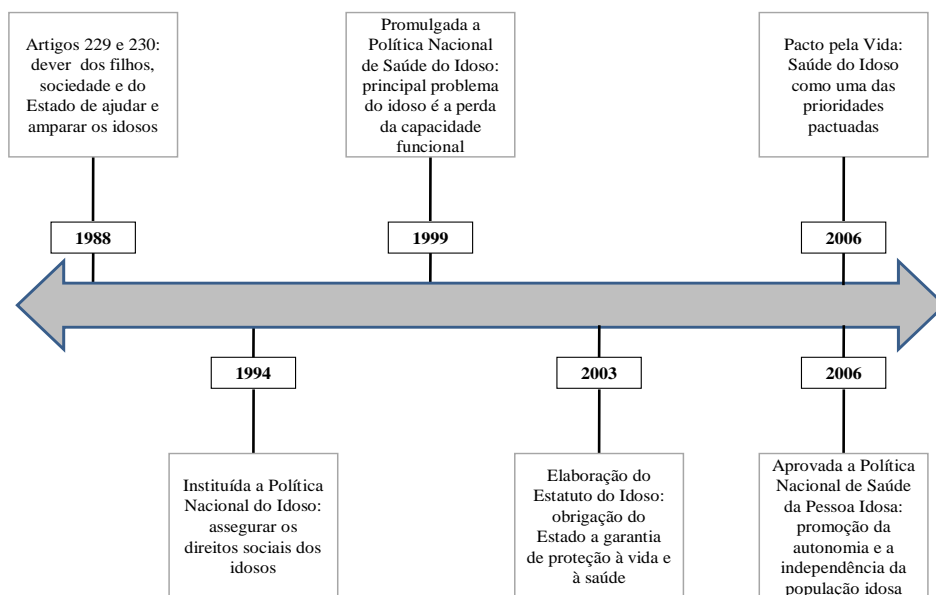 Artigos 229 e 230:
dever dos filhos,
sociedade e do
Estado de ajudar e
amparar os idosos
Promulgada a
Política Nacional
de Saúde do Idoso:
principal problema
do idoso é a perda
da capacidade
funcional
Pacto pela Vida:
Saúde do Idoso
como uma das
prioridades
pactuadas
1988
1999
2006
1994
2003
2006
Instituída a Política
Nacional do Idoso:
assegurar os
direitos sociais dos
idosos
Elaboração do
Estatuto do Idoso:
obrigação do
Estado a garantia
de proteção à vida e
à saúde
Aprovada a Política
Nacional de Saúde
da Pessoa Idosa:
promoção da
autonomia e a
independência da
população idosa